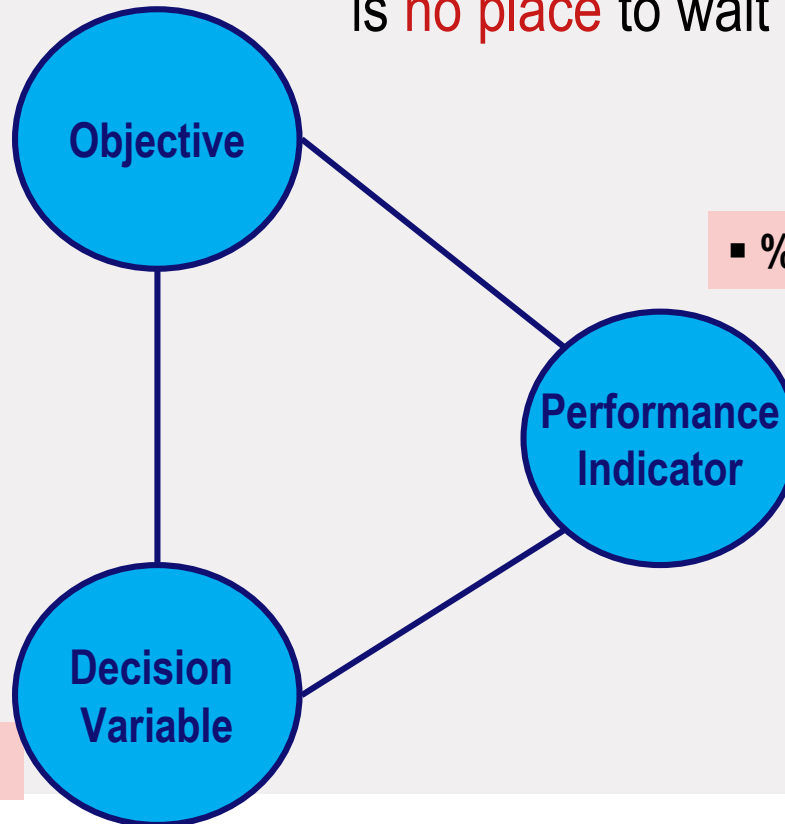 is no place to wait
Objective
▪ %
Performance
Indicator
Decision
Variable